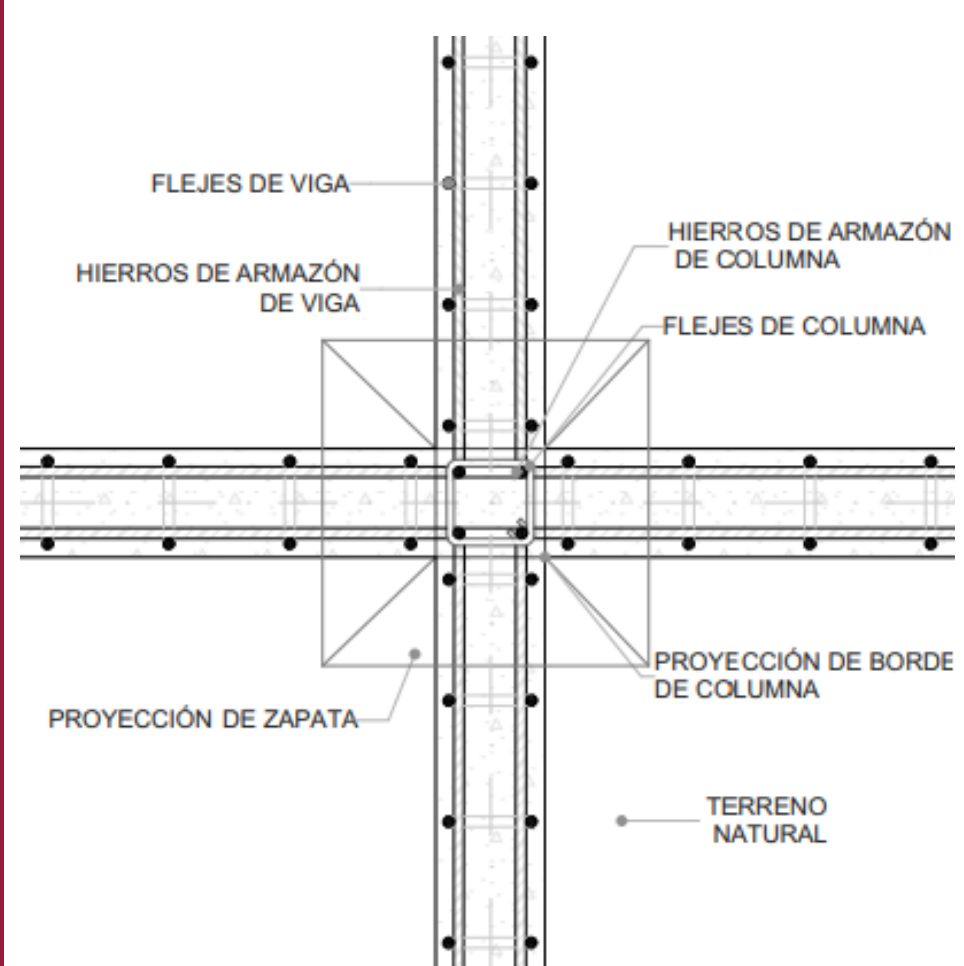 FLEJES DE VIGA
HIERROS DE ARMAZÓN
DE VIGA
HIERROS DE ARMAZÓN
DE COLUMNA
FLEJES DE COLUMNA
PROYECCIÓN DE BORDE
DE COLUMNA
PROYECCIÓN DE ZAPATA
TERRENO
NATURAL